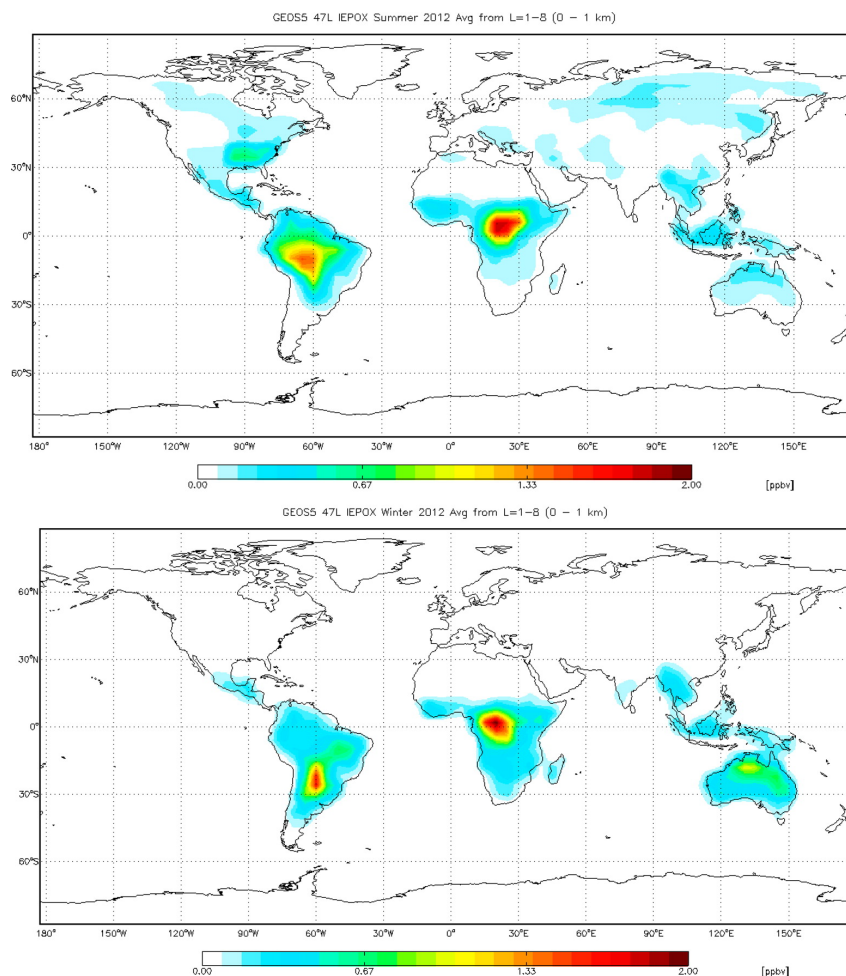 GEOS5 47L IEPOX Summer 2012 Avg from L=1-8 (0 - 1 km)
60°N
30°N
0°
30°S
60°S
180° 150°W 120°W 90°W 60°W 30°W 0° 30°E 60°E 90°E 120°E 150°E
0.00 0.67 1.33 2.00 [ppbv]
GEOS5 47L IEPOX Winter 2012 Avg from L=1-8 (0 - 1 km)
60°N
30°N
0°
30°S
60°S
180° 150°W 120°W 90°W 60°W 30°W 0° 30°E 60°E 90°E 120°E 150°E
0.00 0.67 1.33 2.00 [ppbv]